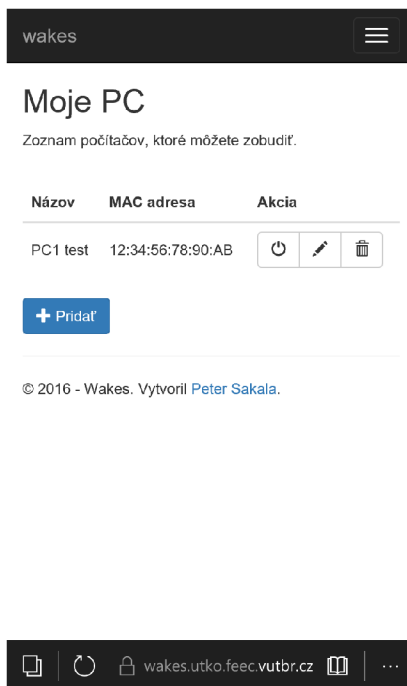 wakes
Moje PC
Zoznam počítačov, ktoré môžete zobudiť.
Názov MAC adresa Akcia
PC1 test 12:34:56:78:90:AB
Pridať
© 2016 - Wakes. Vytvoril Peter Sakala.
wakes.utko.feec.vutbr.cz